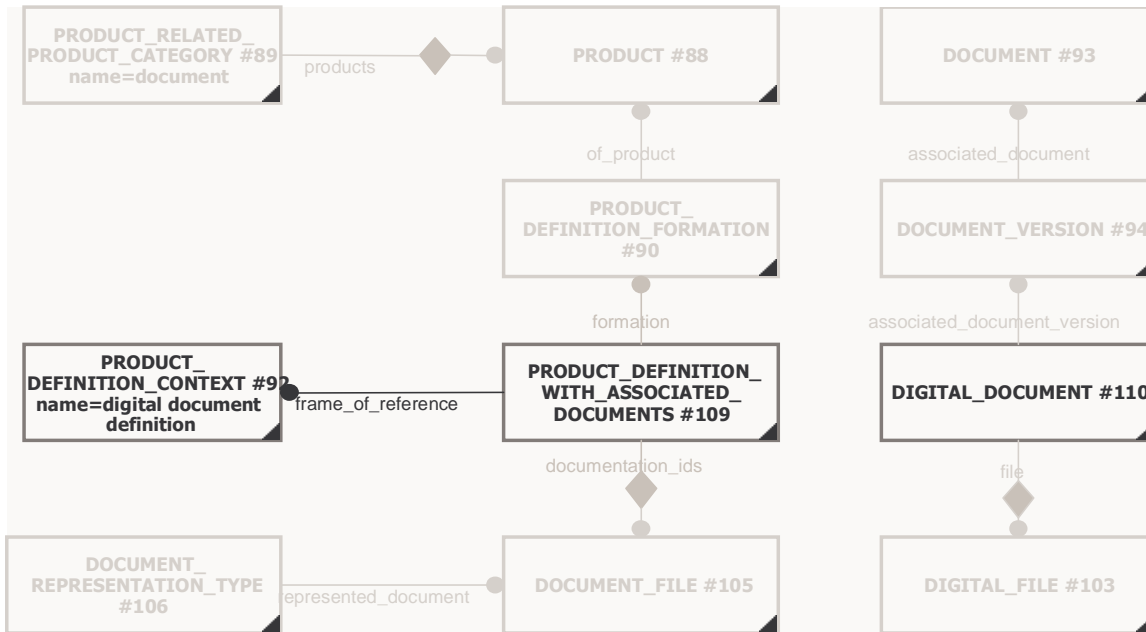 PRODUCT_RELATED_
PRODUCT_CATEGORY #89
name=document
products
PRODUCT #88
DOCUMENT #93
of_product
associated_document
PRODUCT_
DEFINITION_FORMATION
#90
DOCUMENT_VERSION #94
formation
associated_document_version
PRODUCT_
DEFINITION_CONTEXT #92
name=digital document
definition
frame_of_reference
PRODUCT_DEFINITION_
WITH_ASSOCIATED_
DOCUMENTS #109
DIGITAL_DOCUMENT #110
documentation_ids
file
DOCUMENT_
REPRESENTATION_TYPE
#106
represented_document
DOCUMENT_FILE #105
DIGITAL_FILE #103